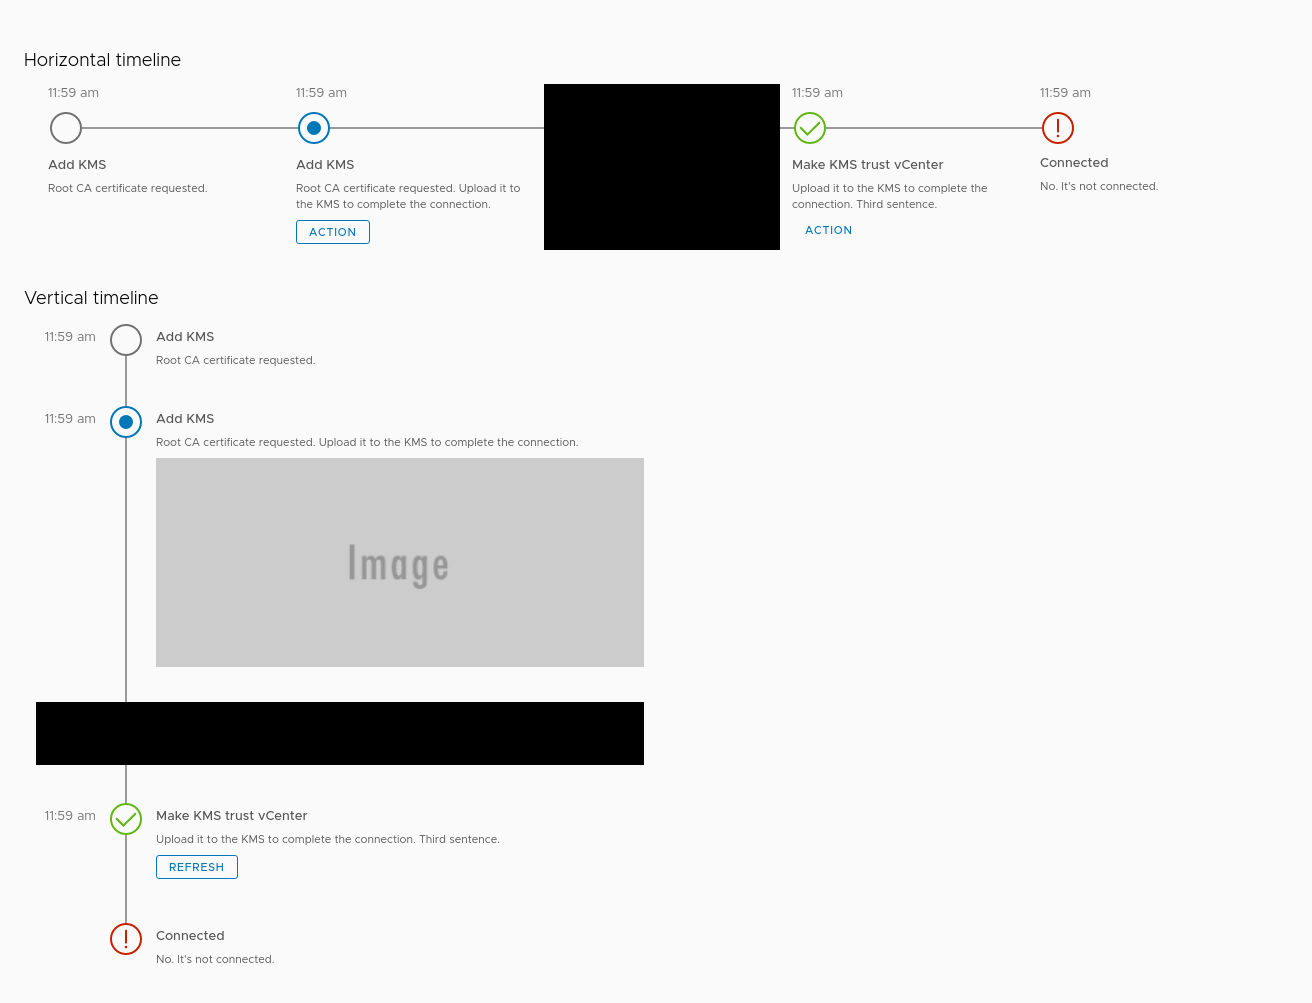 Horizontal timeline
11:59 am
Add KMS
Root CA certificate requested.
11:59 am
Add KMS
Root CA certificate requested. Upload it to
the KMS to complete the connection.
ACTION
11:59 am
Make KMS trust vCenter
Upload it to the KMS to complete the
connection. Third sentence.
ACTION
11:59 am
Connected
No. It's not connected.
Vertical timeline
11:59 am
Add KMS
Root CA certificate requested.
11:59 am
Add KMS
Root CA certificate requested. Upload it to the KMS to complete the connection.
Image
11:59 am
Make KMS trust vCenter
Upload it to the KMS to complete the connection. Third sentence.
REFRESH
Connected
No. It's not connected.